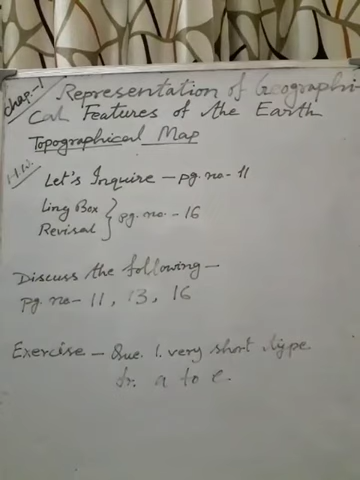 Chap.-1
Representation of Geographi-
cal Features of the Earth
Topographical Map
H.W.
Let's Inquire - pg. no - 11
Ling Box
Revisal } pg. no. - 16
Discuss the following -
pg. no - 11, 13, 16
Exercise - Que. 1. very short type
fr. a to e.